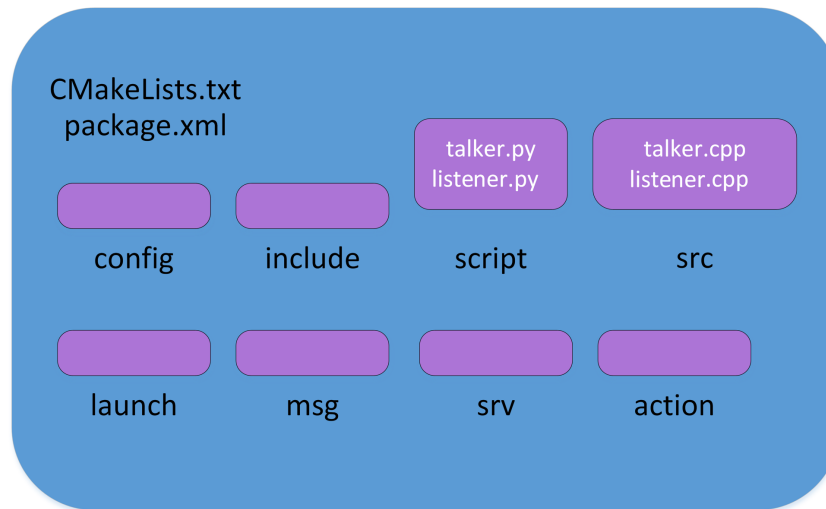 CMakeLists.txt
package.xml
talker.py
listener.py
talker.cpp
listener.cpp
config
include
script
src
launch
msg
srv
action